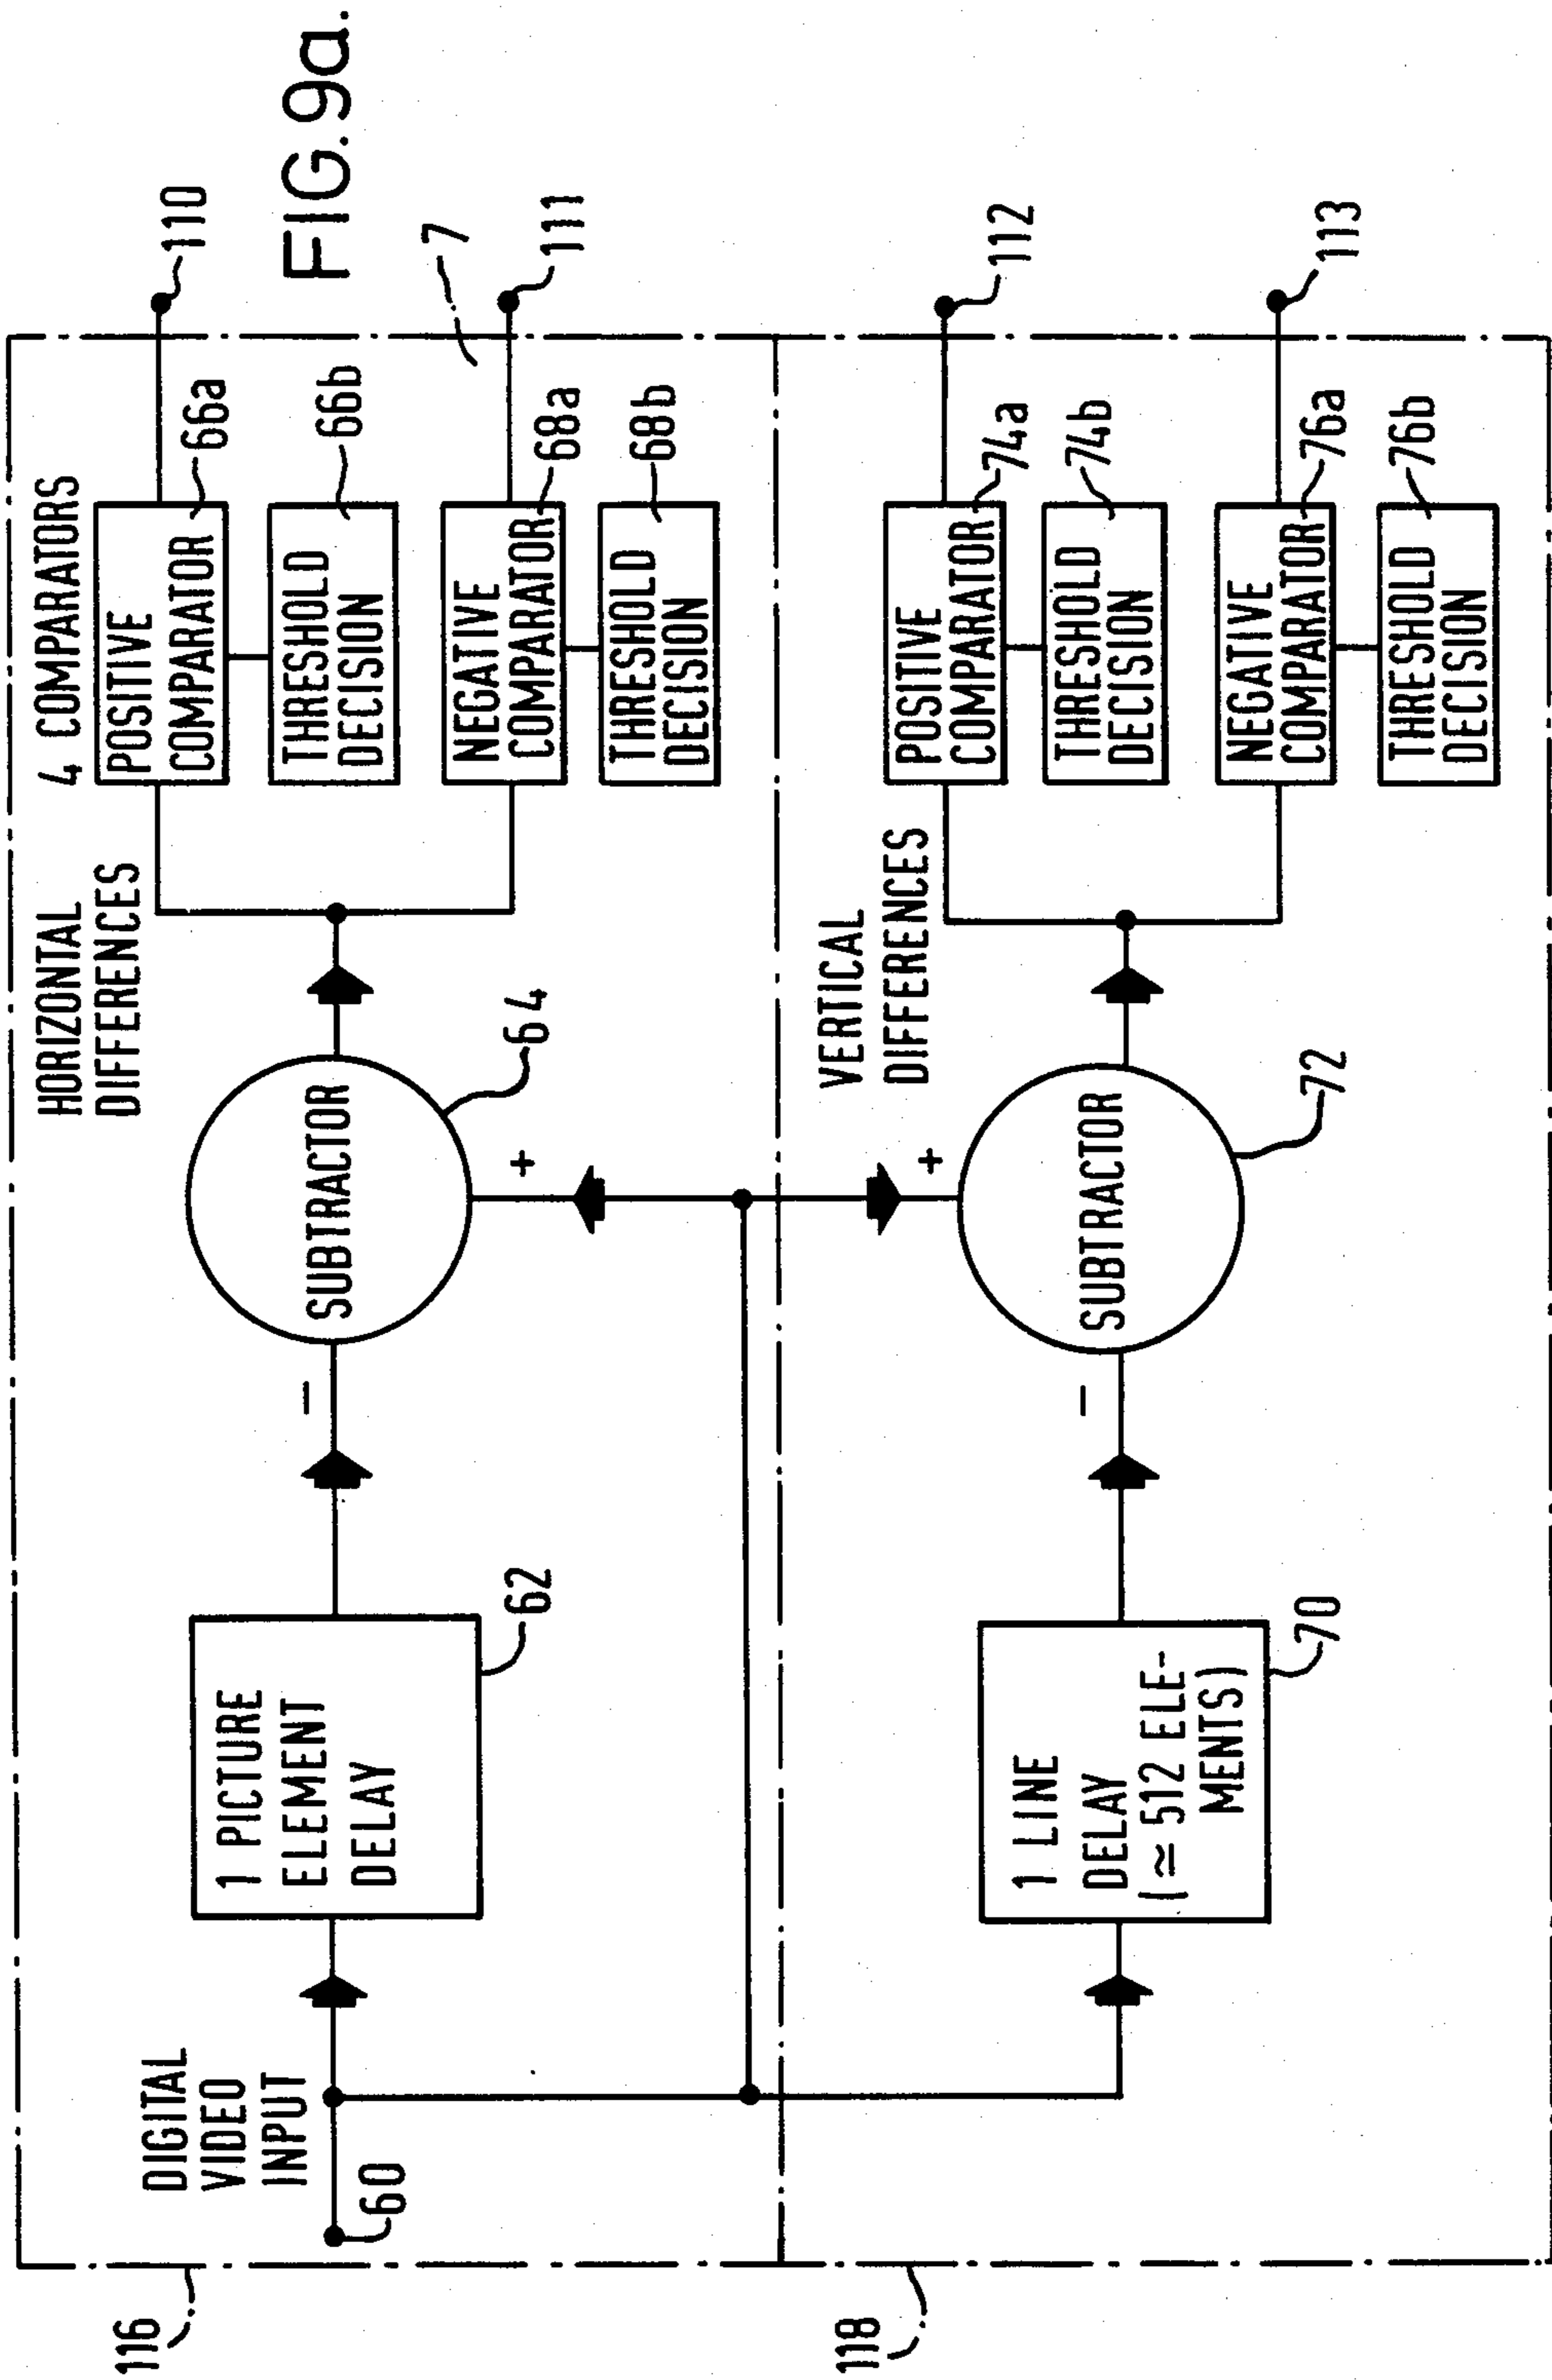 FIG. 9a.
116
DIGITAL
VIDEO
INPUT
60
1 PICTURE
ELEMENT
DELAY
62
−
SUBTRACTOR
64
+
HORIZONTAL
DIFFERENCES
4 COMPARATORS
POSITIVE
COMPARATOR
66a
THRESHOLD
DECISION
66b
NEGATIVE
COMPARATOR
68a
THRESHOLD
DECISION
68b
110
7
111
118
1 LINE
DELAY
(≃ 512 ELE-
MENTS)
70
−
SUBTRACTOR
72
+
VERTICAL
DIFFERENCES
POSITIVE
COMPARATOR
74a
THRESHOLD
DECISION
74b
NEGATIVE
COMPARATOR
76a
THRESHOLD
DECISION
76b
112
113